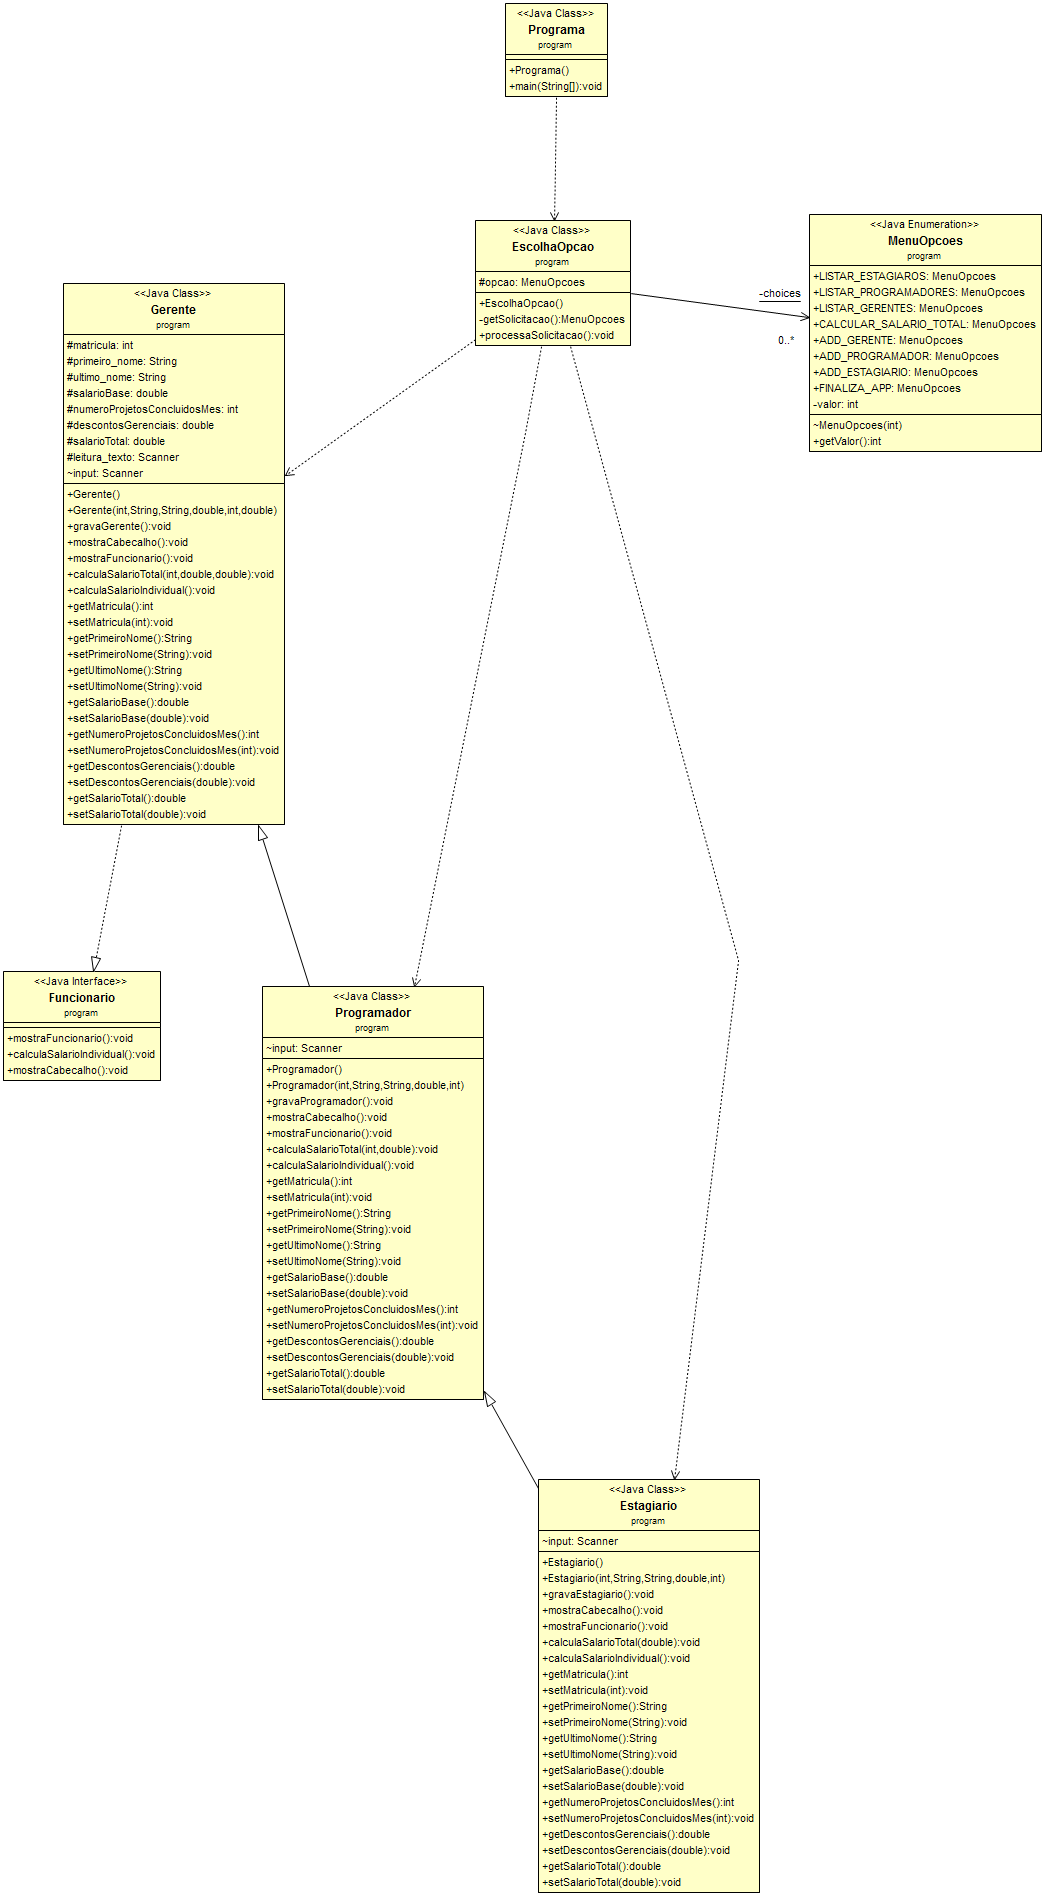 <<Java Class>>
Programa
program
+Programa()
+main(String[]):void
<<Java Class>>
EscolhaOpcao
program
#opcao: MenuOpcoes
+EscolhaOpcao()
-getSolicitacao():MenuOpcoes
+processaSolicitacao():void
-choices
0..*
<<Java Enumeration>>
MenuOpcoes
program
+LISTAR_ESTAGIAROS: MenuOpcoes
+LISTAR_PROGRAMADORES: MenuOpcoes
+LISTAR_GERENTES: MenuOpcoes
+CALCULAR_SALARIO_TOTAL: MenuOpcoes
+ADD_GERENTE: MenuOpcoes
+ADD_PROGRAMADOR: MenuOpcoes
+ADD_ESTAGIARIO: MenuOpcoes
+FINALIZA_APP: MenuOpcoes
-valor: int
~MenuOpcoes(int)
+getValor():int
<<Java Class>>
Gerente
program
#matricula: int
#primeiro_nome: String
#ultimo_nome: String
#salarioBase: double
#numeroProjetosConcluidosMes: int
#descontosGerenciais: double
#salarioTotal: double
#leitura_texto: Scanner
~input: Scanner
+Gerente()
+Gerente(int,String,String,double,int,double)
+gravaGerente():void
+mostraCabecalho():void
+mostraFuncionario():void
+calculaSalarioTotal(int,double,double):void
+calculaSalarioIndividual():void
+getMatricula():int
+setMatricula(int):void
+getPrimeiroNome():String
+setPrimeiroNome(String):void
+getUltimoNome():String
+setUltimoNome(String):void
+getSalarioBase():double
+setSalarioBase(double):void
+getNumeroProjetosConcluidosMes():int
+setNumeroProjetosConcluidosMes(int):void
+getDescontosGerenciais():double
+setDescontosGerenciais(double):void
+getSalarioTotal():double
+setSalarioTotal(double):void
<<Java Interface>>
Funcionario
program
+mostraFuncionario():void
+calculaSalarioIndividual():void
+mostraCabecalho():void
<<Java Class>>
Programador
program
~input: Scanner
+Programador()
+Programador(int,String,String,double,int)
+gravaProgramador():void
+mostraCabecalho():void
+mostraFuncionario():void
+calculaSalarioTotal(int,double):void
+calculaSalarioIndividual():void
+getMatricula():int
+setMatricula(int):void
+getPrimeiroNome():String
+setPrimeiroNome(String):void
+getUltimoNome():String
+setUltimoNome(String):void
+getSalarioBase():double
+setSalarioBase(double):void
+getNumeroProjetosConcluidosMes():int
+setNumeroProjetosConcluidosMes(int):void
+getDescontosGerenciais():double
+setDescontosGerenciais(double):void
+getSalarioTotal():double
+setSalarioTotal(double):void
<<Java Class>>
Estagiario
program
~input: Scanner
+Estagiario()
+Estagiario(int,String,String,double,int)
+gravaEstagiario():void
+mostraCabecalho():void
+mostraFuncionario():void
+calculaSalarioTotal(double):void
+calculaSalarioIndividual():void
+getMatricula():int
+setMatricula(int):void
+getPrimeiroNome():String
+setPrimeiroNome(String):void
+getUltimoNome():String
+setUltimoNome(String):void
+getSalarioBase():double
+setSalarioBase(double):void
+getNumeroProjetosConcluidosMes():int
+setNumeroProjetosConcluidosMes(int):void
+getDescontosGerenciais():double
+setDescontosGerenciais(double):void
+getSalarioTotal():double
+setSalarioTotal(double):void